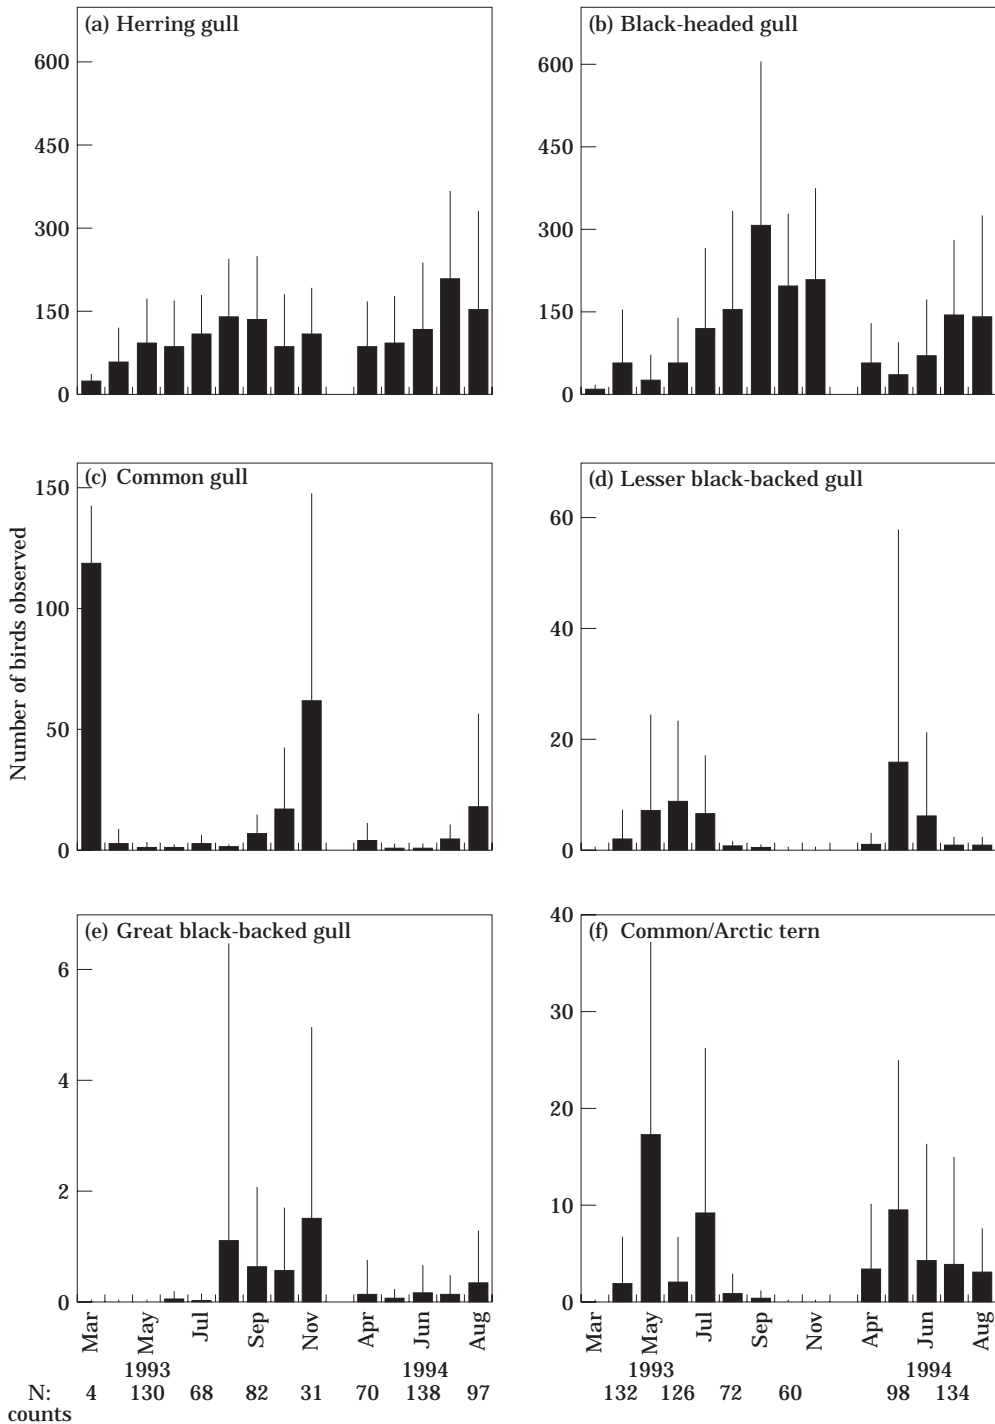 (a) Herring gull
600
450
300
150
0
(b) Black-headed gull
600
450
300
150
0
Number of birds observed
(c) Common gull
150
100
50
0
(d) Lesser black-backed gull
60
40
20
0
(e) Great black-backed gull
6
4
2
0
(f) Common/Arctic tern
40
30
20
10
0
Mar May Jul Sep Nov Apr Jun Aug
Mar May Jul Sep Nov Apr Jun Aug
1993 1994
1993 1994
N: 4 130 68 82 31 70 138 97 132 126 72 60 98 134
counts